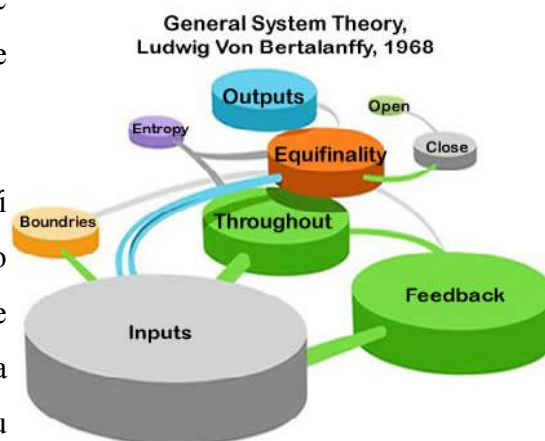 General System Theory,
Ludwig Von Bertalanffy, 1968
Outputs
Open
Entropy
Close
Equifinality
Boundries
Throughout
Feedback
Inputs
e
í
e
a
u